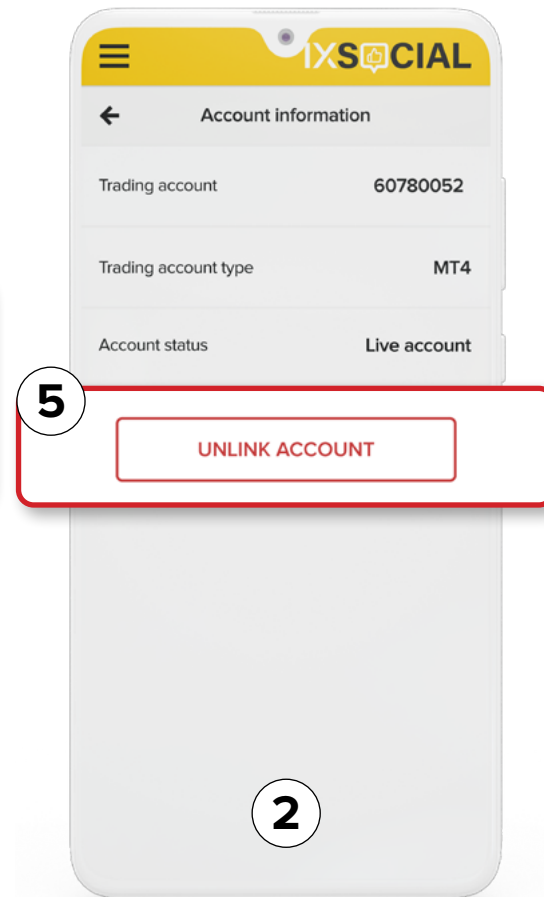 IXSOCIAL
Account information
Trading account 60780052
Trading account type MT4
Account status Live account
5
UNLINK ACCOUNT
2